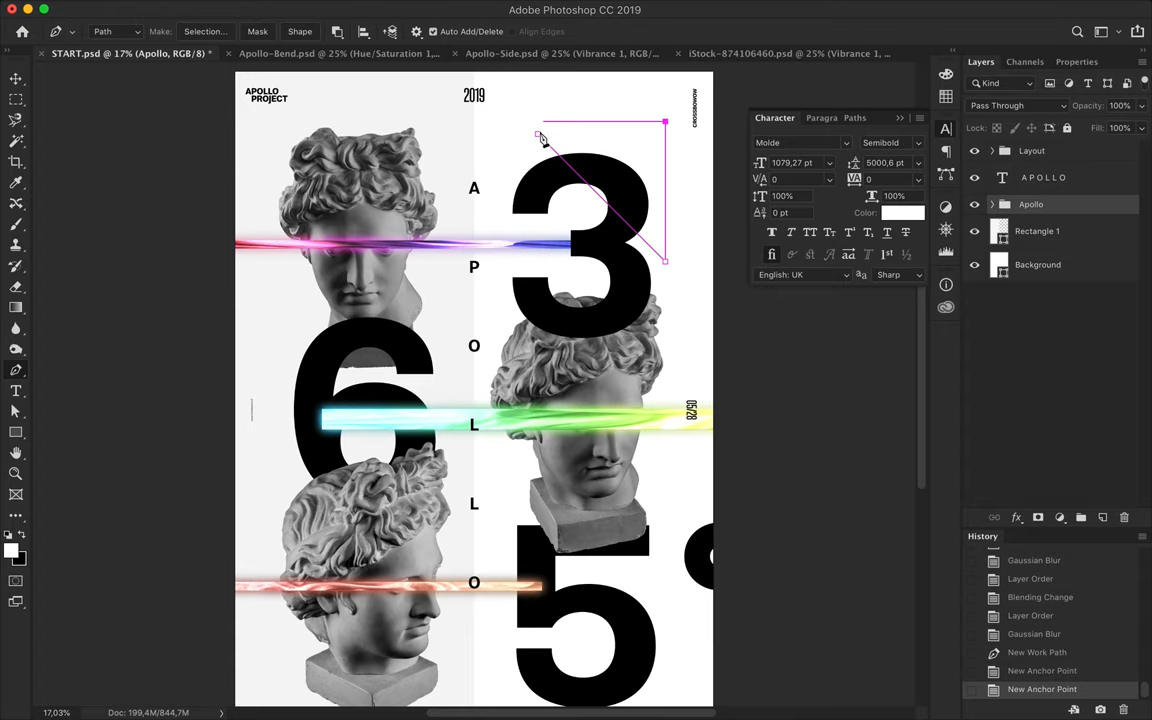 Adobe Photoshop CC 2019
Path
Make:
Selection...
Mask
Shape
Auto Add/Delete
Align Edges
START.psd @ 17% (Apollo, RGB/8) *
Apollo-Bend.psd @ 25% (Hue/Saturation 1,...
Apollo-Side.psd @ 25% (Vibrance 1, RGB/...
iStock-874106460.psd @ 25% (Vibrance 1, ...
APOLLO
PROJECT
2019
CROSSBOWOW
A
P
O
L
L
O
3
6
5
05/28
Character
Paragra
Paths
Molde
Semibold
1079,27 pt
5000,6 pt
0
0
100%
100%
0 pt
Color:
English: UK
Sharp
Layers
Channels
Properties
Kind
Pass Through
Opacity: 100%
Lock:
Fill: 100%
Layout
A P O L L O
Apollo
Rectangle 1
Background
fx
History
Gaussian Blur
Layer Order
Blending Change
Layer Order
Gaussian Blur
New Work Path
New Anchor Point
New Anchor Point
17,03%
Doc: 199,4M/844,7M